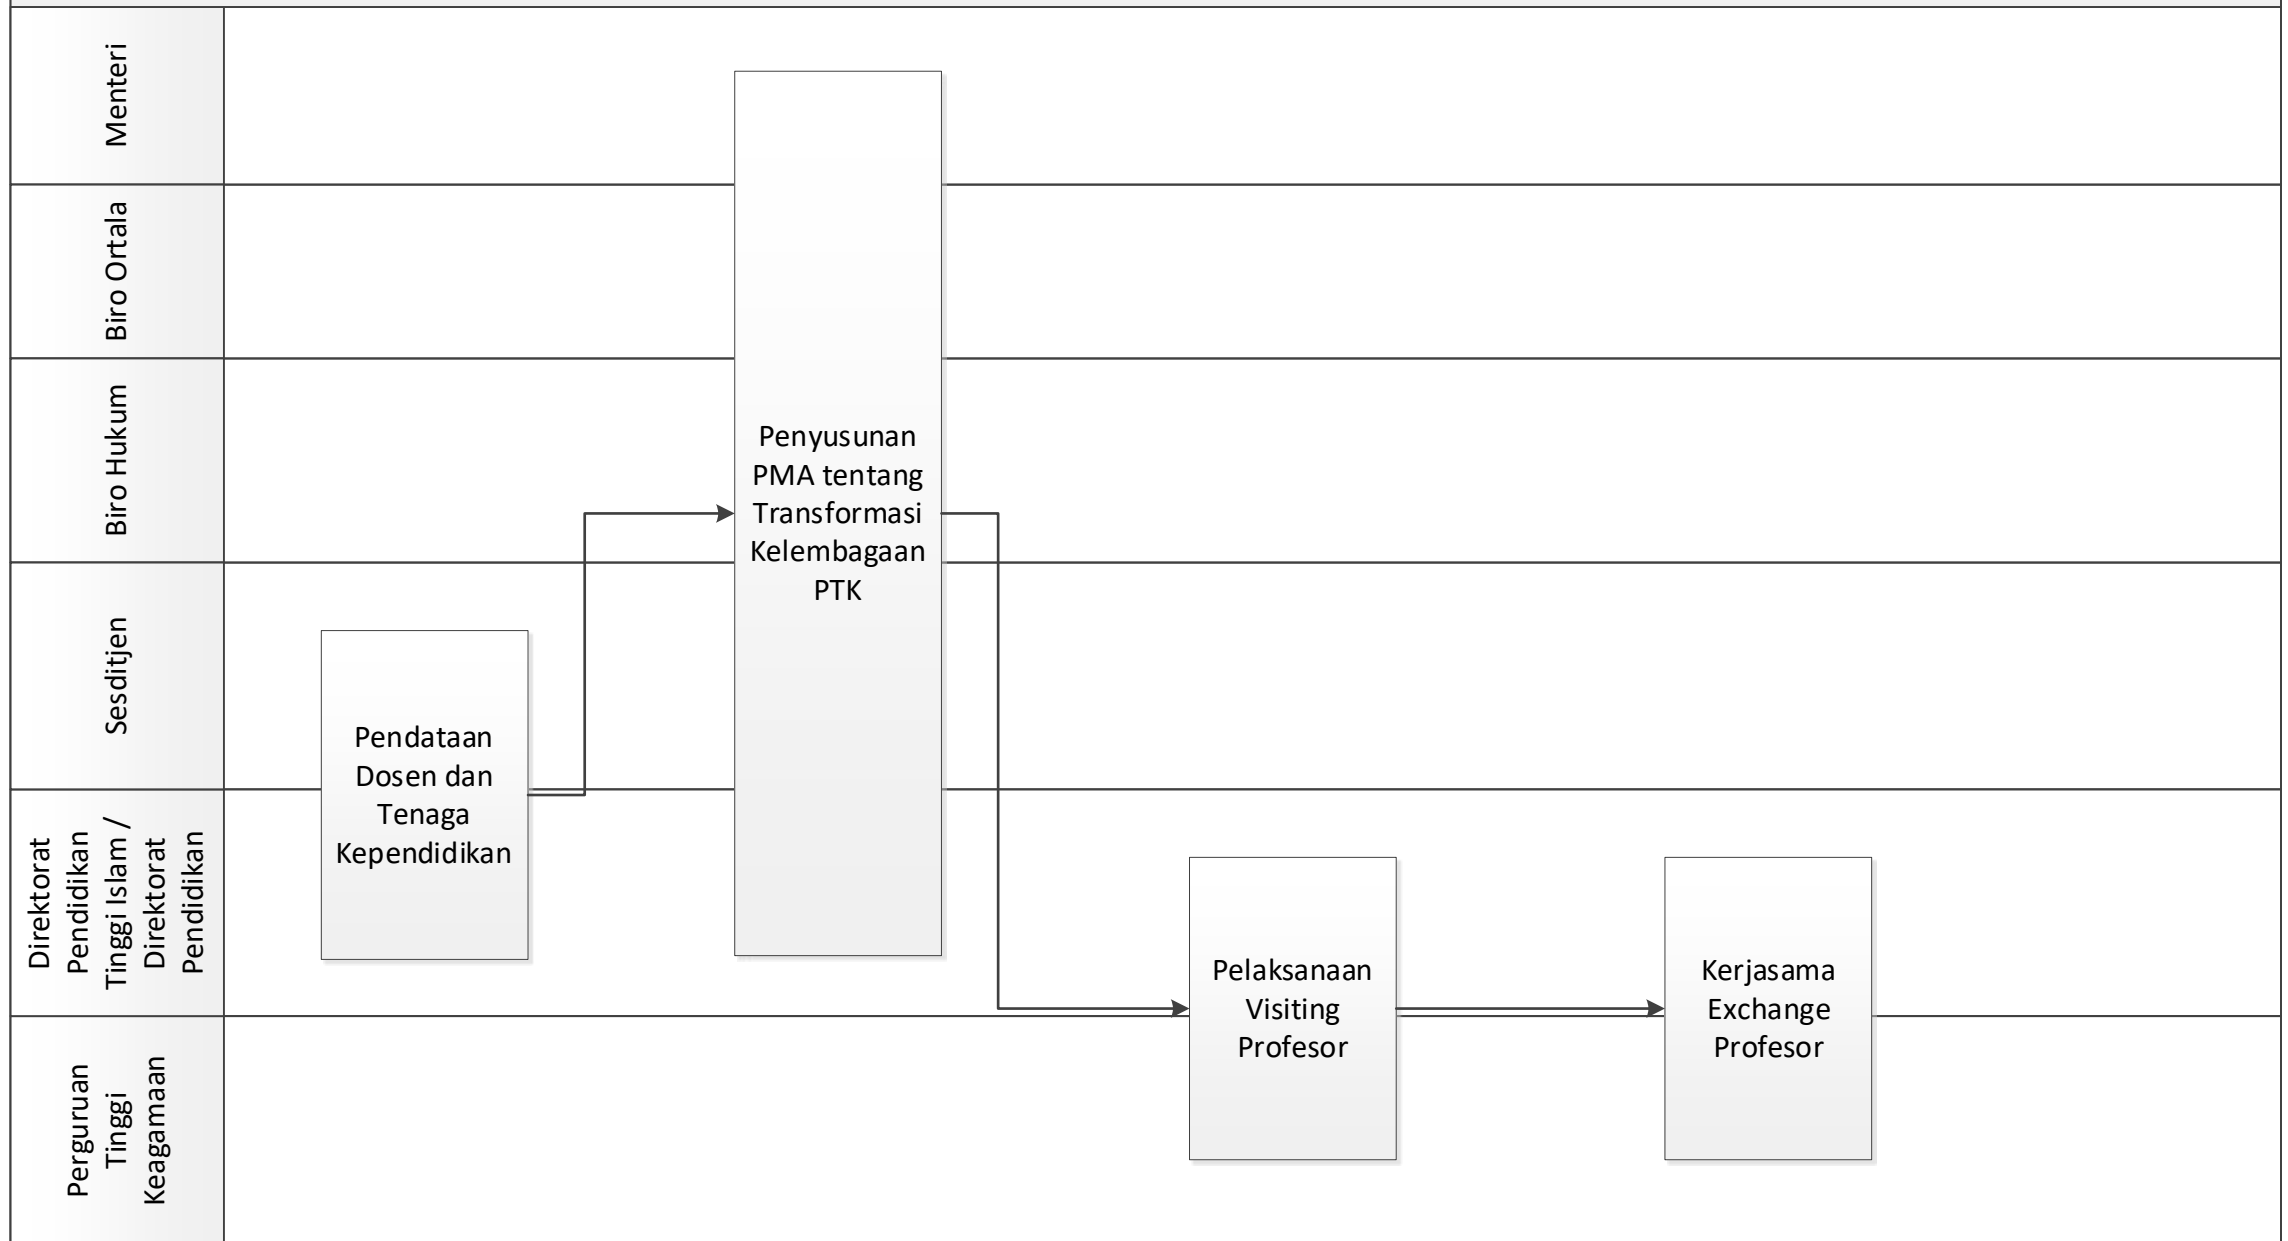 Menteri
Biro Ortala
Biro Hukum
Sesditjen
Direktorat
Pendidikan
Tinggi Islam /
Direktorat
Pendidikan
Perguruan
Tinggi
Keagamaan
Pendataan
Dosen dan
Tenaga
Kependidikan
Penyusunan
PMA tentang
Transformasi
Kelembagaan
PTK
Pelaksanaan
Visiting
Profesor
Kerjasama
Exchange
Profesor